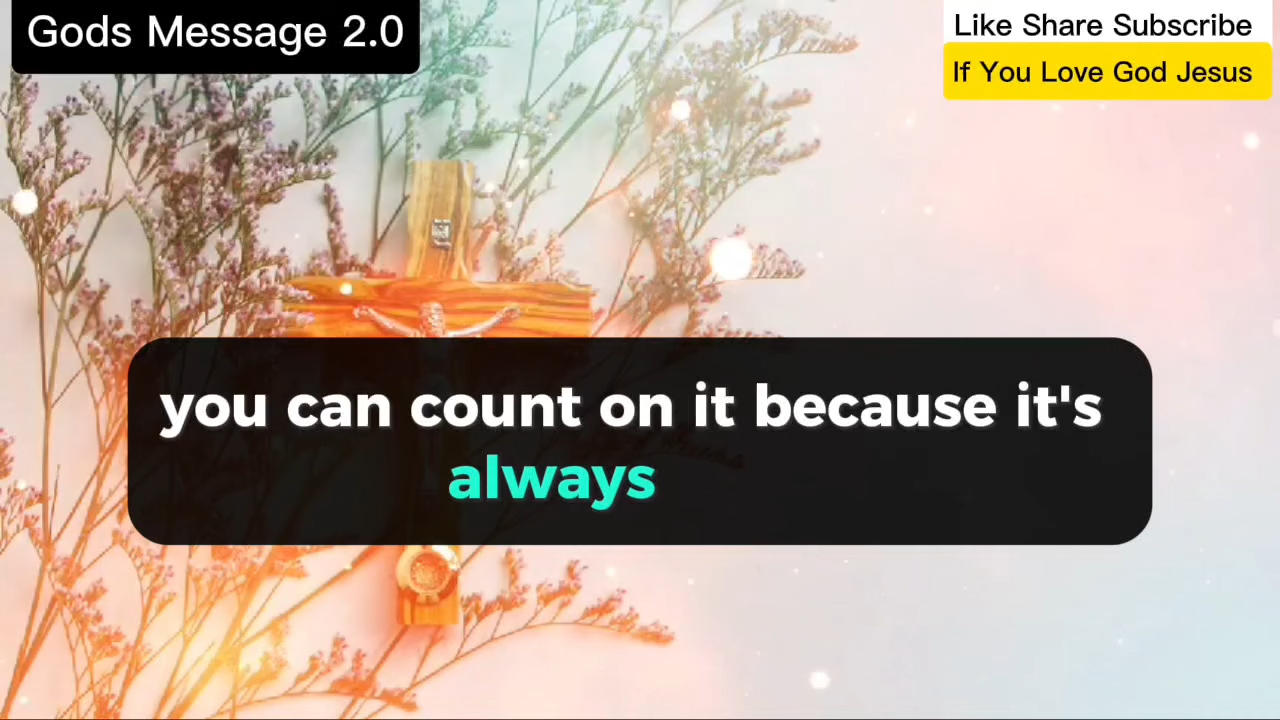 Gods Message 2.0
Like Share Subscribe
If You Love God Jesus
you can count on it because it's
always